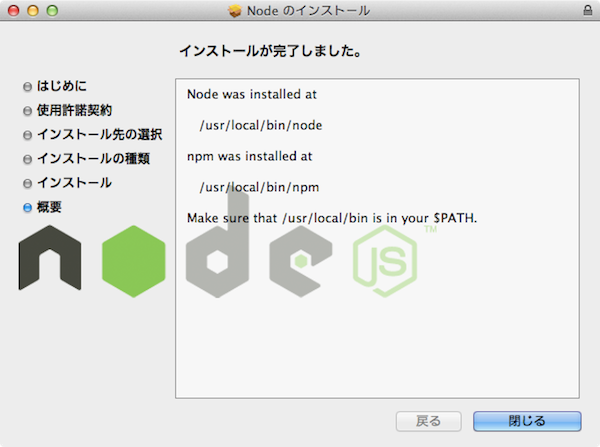 Node のインストール
インストールが完了しました。
はじめに
使用許諾契約
インストール先の選択
インストールの種類
インストール
概要
Node was installed at
/usr/local/bin/node
npm was installed at
/usr/local/bin/npm
Make sure that /usr/local/bin is in your $PATH.
node JS™
戻る
閉じる